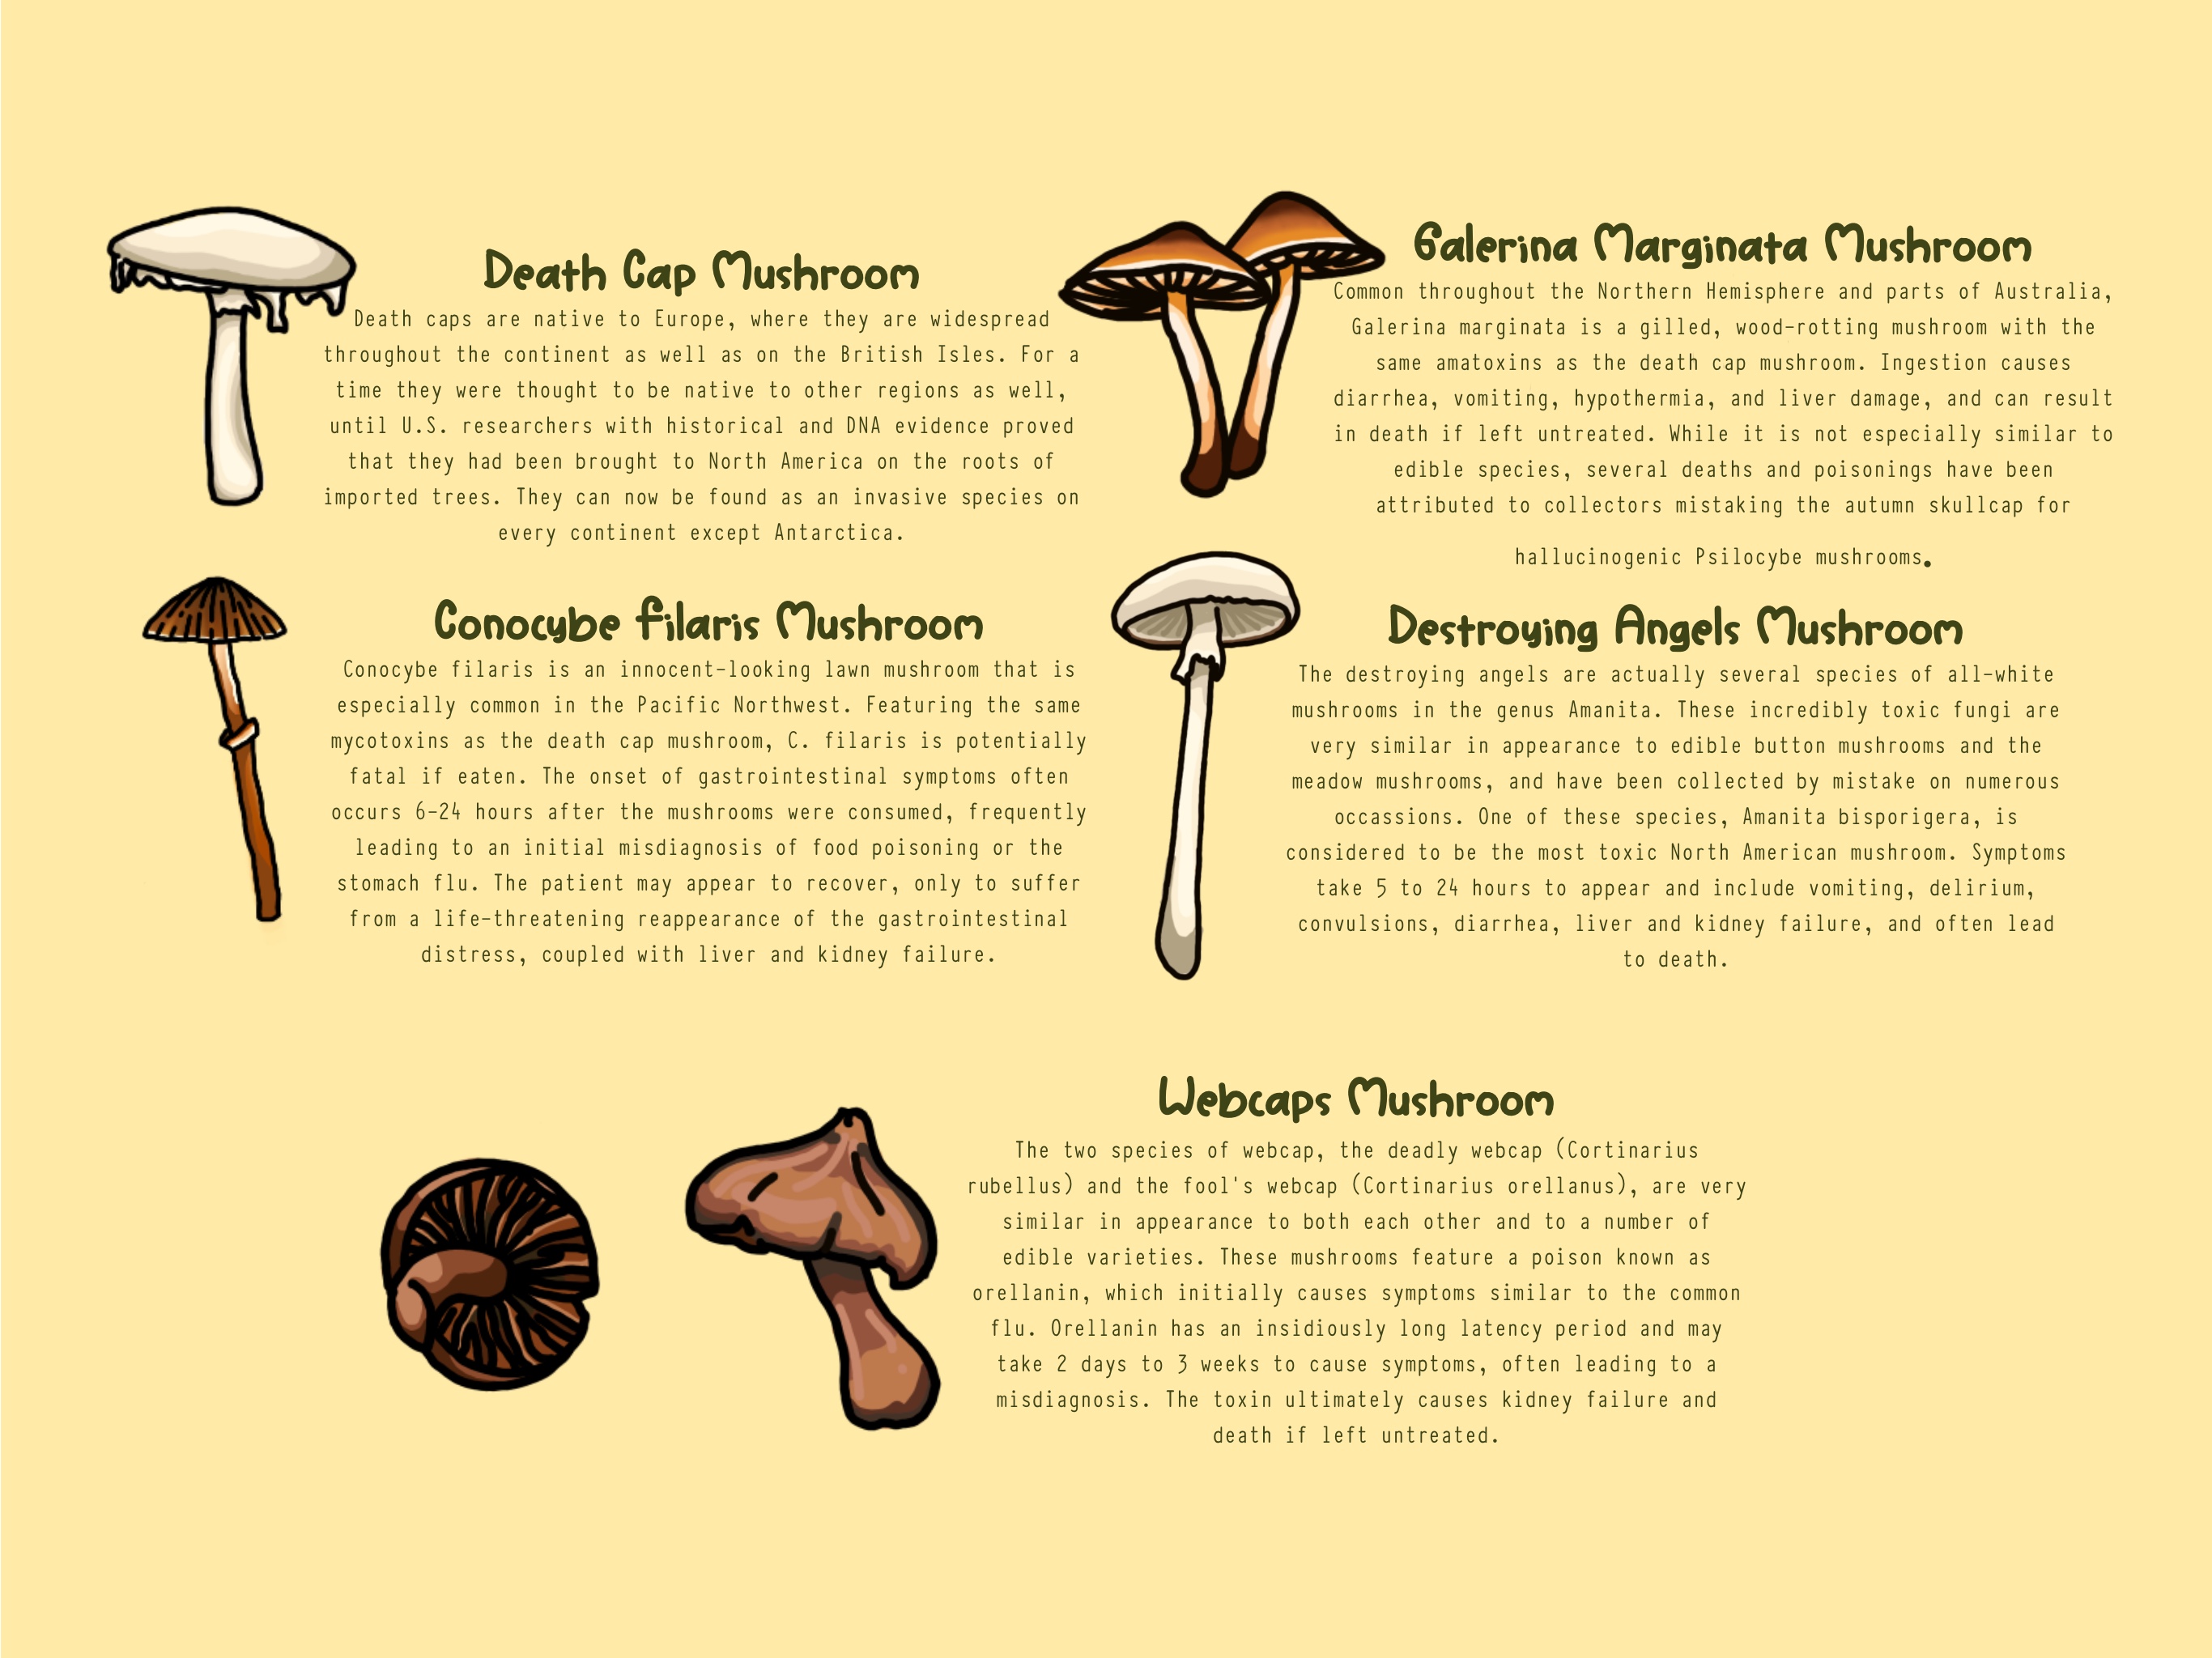 Death Cap Mushroom
Death caps are native to Europe, where they are widespread
throughout the continent as well as on the British Isles. For a
time they were thought to be native to other regions as well,
until U.S. researchers with historical and DNA evidence proved
that they had been brought to North America on the roots of
imported trees. They can now be found as an invasive species on
every continent except Antarctica.
Galerina Marginata Mushroom
Common throughout the Northern Hemisphere and parts of Australia,
Galerina marginata is a gilled, wood-rotting mushroom with the
same amatoxins as the death cap mushroom. Ingestion causes
diarrhea, vomiting, hypothermia, and liver damage, and can result
in death if left untreated. While it is not especially similar to
edible species, several deaths and poisonings have been
attributed to collectors mistaking the autumn skullcap for
hallucinogenic Psilocybe mushrooms.
Conocybe filaris Mushroom
Conocybe filaris is an innocent-looking lawn mushroom that is
especially common in the Pacific Northwest. Featuring the same
mycotoxins as the death cap mushroom, C. filaris is potentially
fatal if eaten. The onset of gastrointestinal symptoms often
occurs 6-24 hours after the mushrooms were consumed, frequently
leading to an initial misdiagnosis of food poisoning or the
stomach flu. The patient may appear to recover, only to suffer
from a life-threatening reappearance of the gastrointestinal
distress, coupled with liver and kidney failure.
Destroying Angels Mushroom
The destroying angels are actually several species of all-white
mushrooms in the genus Amanita. These incredibly toxic fungi are
very similar in appearance to edible button mushrooms and the
meadow mushrooms, and have been collected by mistake on numerous
occassions. One of these species, Amanita bisporigera, is
considered to be the most toxic North American mushroom. Symptoms
take 5 to 24 hours to appear and include vomiting, delirium,
convulsions, diarrhea, liver and kidney failure, and often lead
to death.
Webcaps Mushroom
The two species of webcap, the deadly webcap (Cortinarius
rubellus) and the fool's webcap (Cortinarius orellanus), are very
similar in appearance to both each other and to a number of
edible varieties. These mushrooms feature a poison known as
orellanin, which initially causes symptoms similar to the common
flu. Orellanin has an insidiously long latency period and may
take 2 days to 3 weeks to cause symptoms, often leading to a
misdiagnosis. The toxin ultimately causes kidney failure and
death if left untreated.